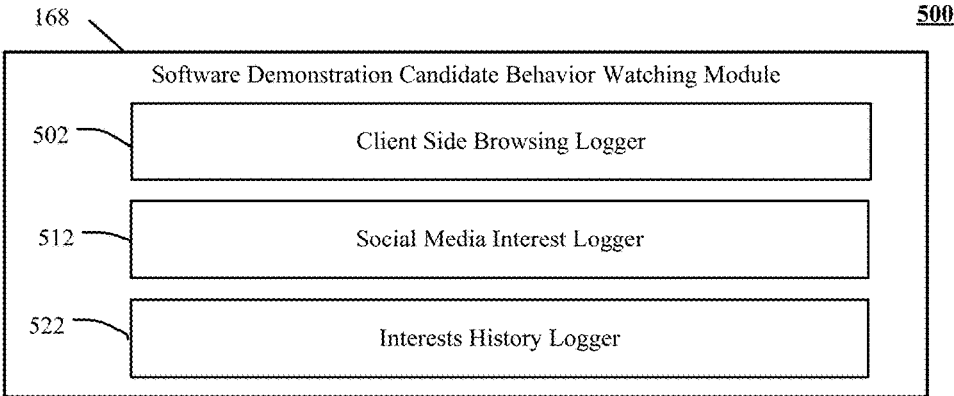 168
500
Software Demonstration Candidate Behavior Watching Module
502
Client Side Browsing Logger
512
Social Media Interest Logger
522
Interests History Logger